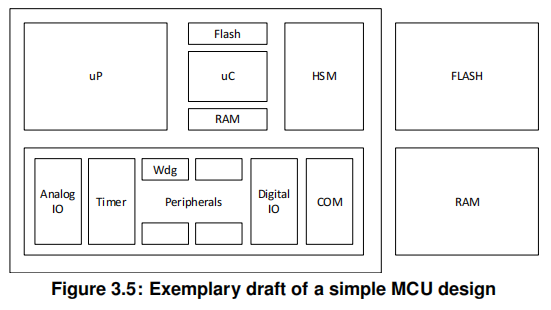 Flash
uP
uC
HSM
FLASH
RAM
Wdg
Analog
IO
Timer
Peripherals
Digital
IO
COM
RAM
Figure 3.5: Exemplary draft of a simple MCU design